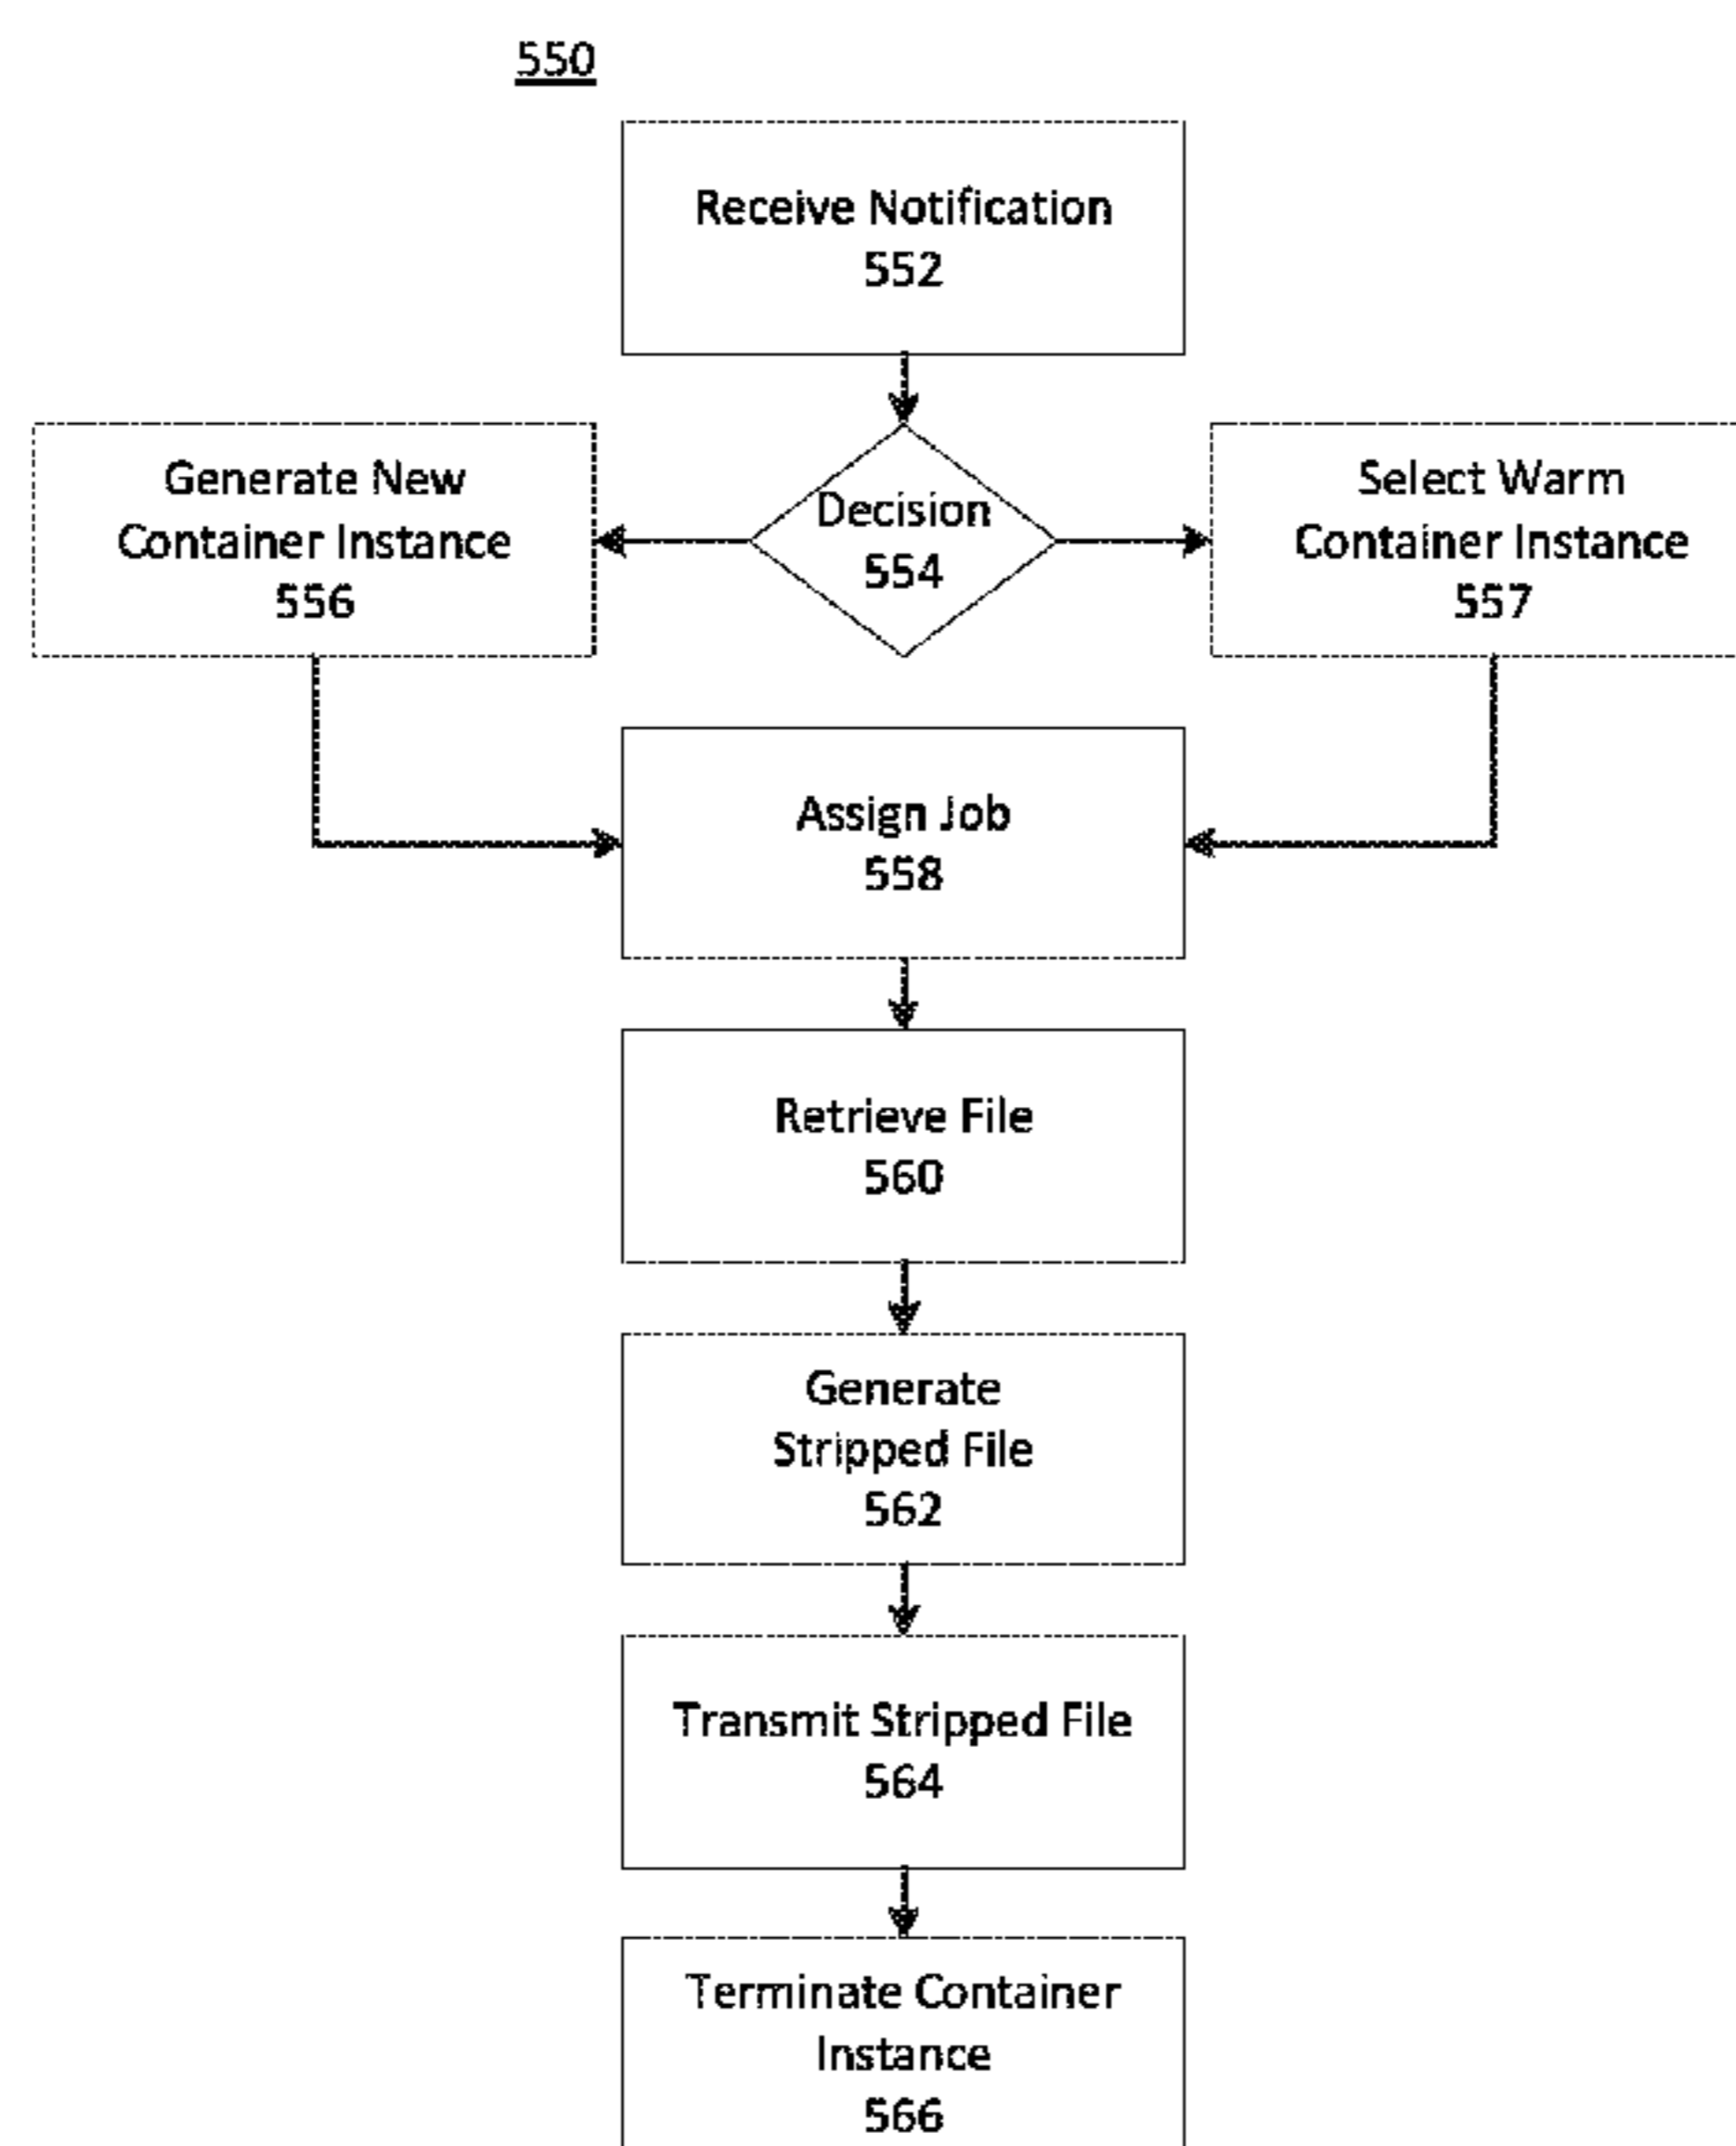 550
Receive Notification
552
Generate New
Container Instance
556
Decision
554
Select Warm
Container Instance
557
Assign Job
558
Retrieve File
560
Generate
Stripped File
562
Transmit Stripped File
564
Terminate Container
Instance
566